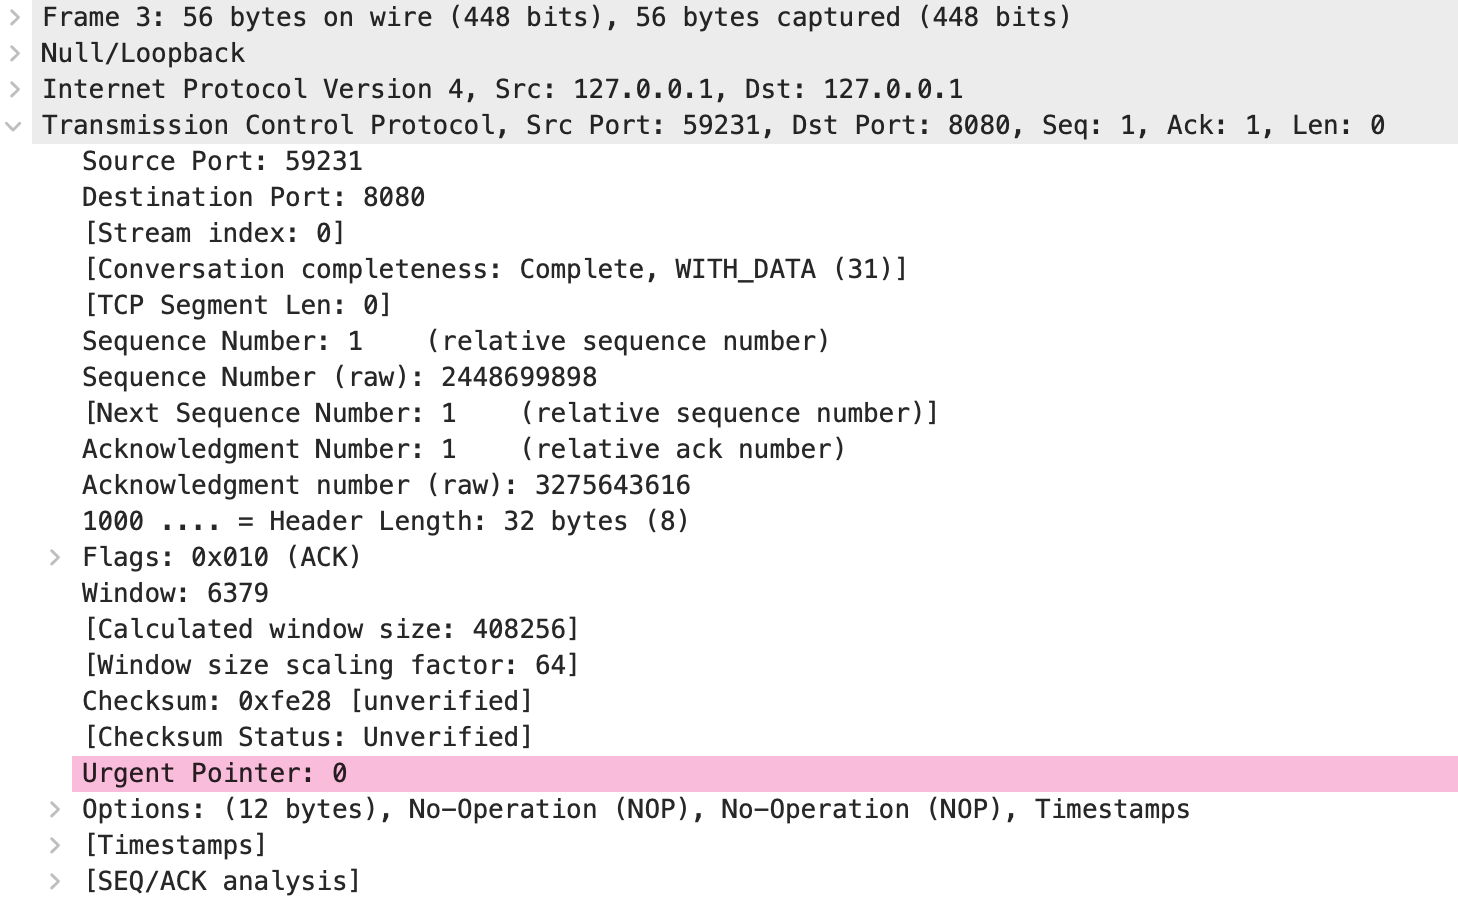 Frame 3: 56 bytes on wire (448 bits), 56 bytes captured (448 bits)
Null/Loopback
Internet Protocol Version 4, Src: 127.0.0.1, Dst: 127.0.0.1
Transmission Control Protocol, Src Port: 59231, Dst Port: 8080, Seq: 1, Ack: 1, Len: 0
Source Port: 59231
Destination Port: 8080
[Stream index: 0]
[Conversation completeness: Complete, WITH_DATA (31)]
[TCP Segment Len: 0]
Sequence Number: 1    (relative sequence number)
Sequence Number (raw): 2448699898
[Next Sequence Number: 1    (relative sequence number)]
Acknowledgment Number: 1    (relative ack number)
Acknowledgment number (raw): 3275643616
1000 .... = Header Length: 32 bytes (8)
Flags: 0x010 (ACK)
Window: 6379
[Calculated window size: 408256]
[Window size scaling factor: 64]
Checksum: 0xfe28 [unverified]
[Checksum Status: Unverified]
Urgent Pointer: 0
Options: (12 bytes), No-Operation (NOP), No-Operation (NOP), Timestamps
[Timestamps]
[SEQ/ACK analysis]